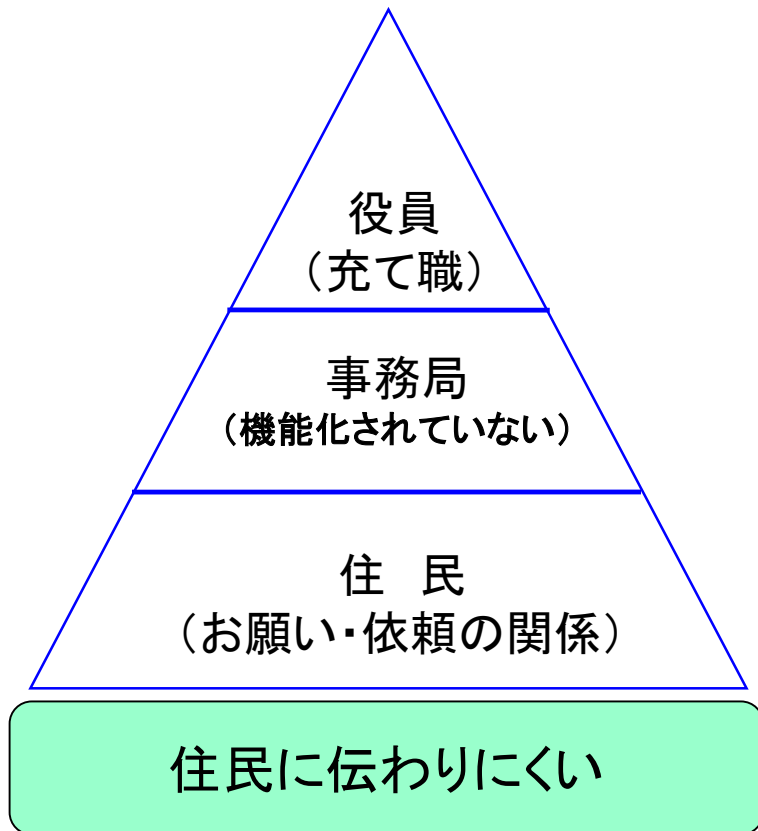 役員
（充て職）
事務局
（機能化されていない）
住　民
（お願い・依頼の関係）
住民に伝わりにくい